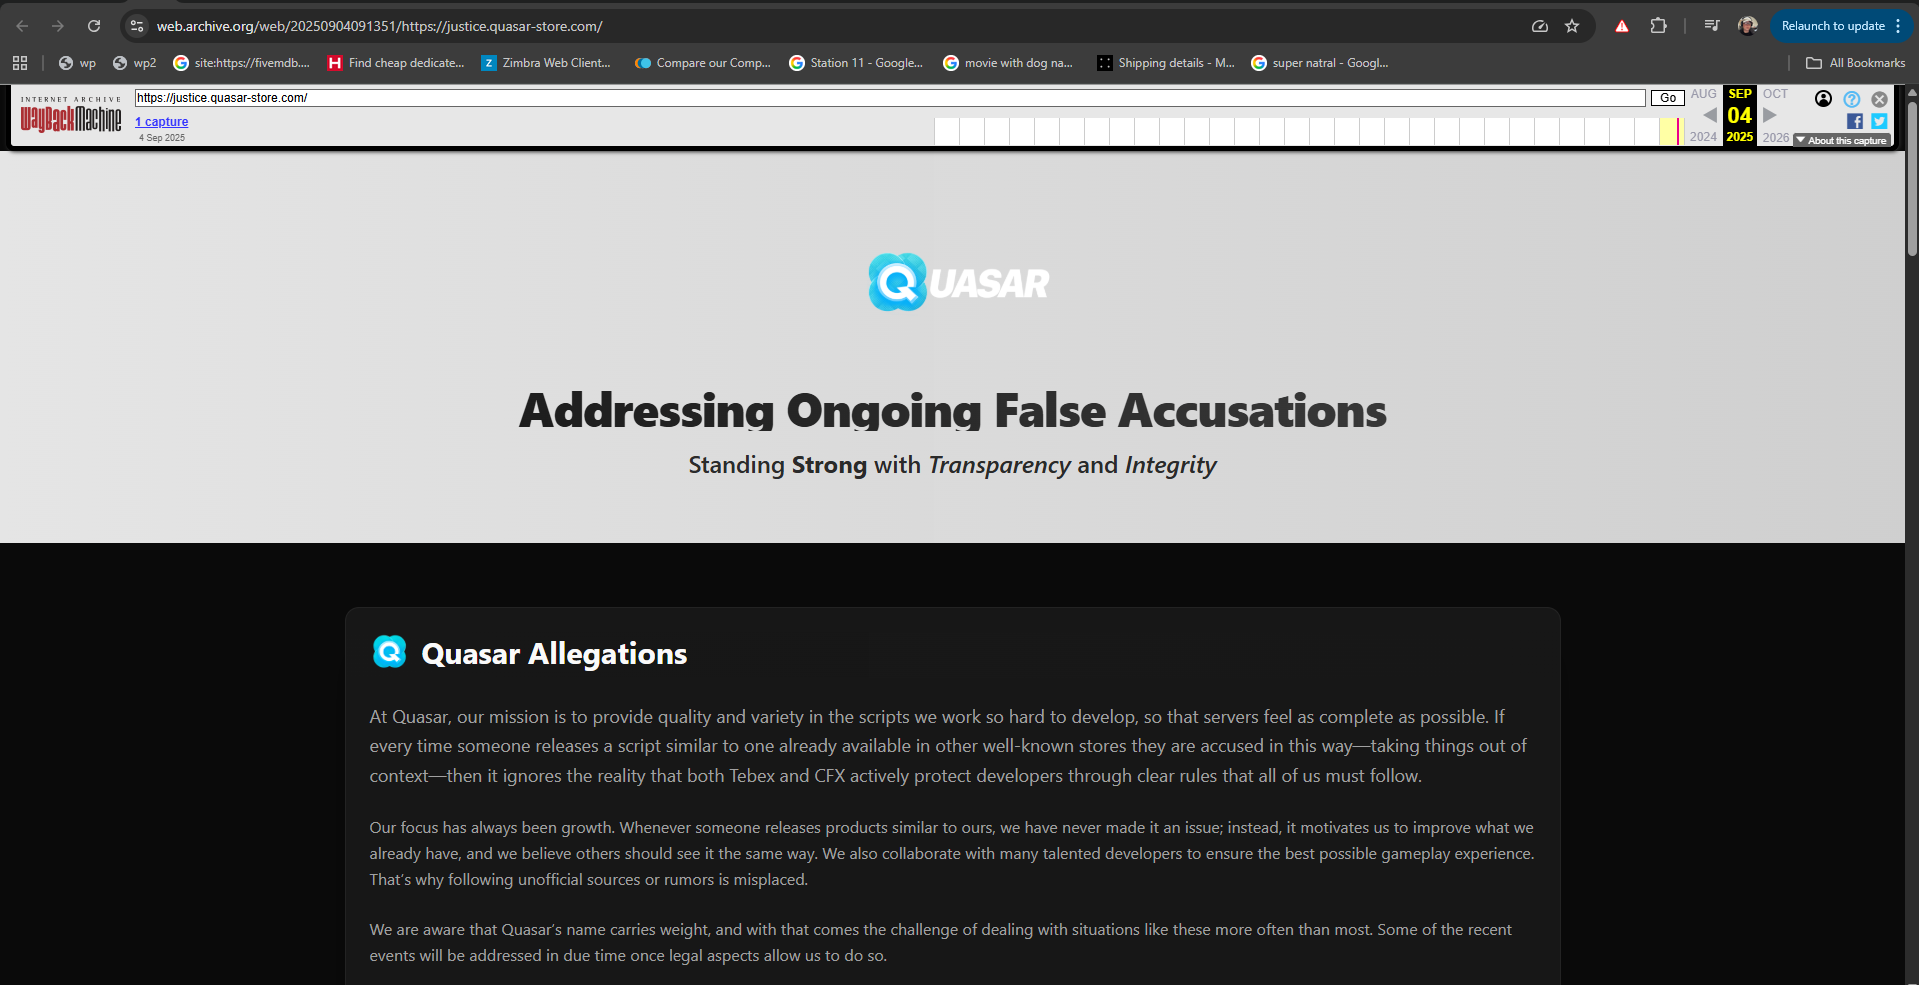 web.archive.org/web/20250904091351/https://justice.quasar-store.com/
Relaunch to update
wp
wp2
site:https://fivemdb....
Find cheap dedicate...
Zimbra Web Client...
Compare our Comp...
Station 11 - Google...
movie with dog na...
Shipping details - M...
super natral - Googl...
All Bookmarks
INTERNET ARCHIVE
WayBackMachine
https://justice.quasar-store.com/
Go
1 capture
4 Sep 2025
AUG SEP OCT
04
2024 2025 2026
About this capture
QUASAR
Addressing Ongoing False Accusations
Standing Strong with Transparency and Integrity
Quasar Allegations
At Quasar, our mission is to provide quality and variety in the scripts we work so hard to develop, so that servers feel as complete as possible. If
every time someone releases a script similar to one already available in other well-known stores they are accused in this way—taking things out of
context—then it ignores the reality that both Tebex and CFX actively protect developers through clear rules that all of us must follow.
Our focus has always been growth. Whenever someone releases products similar to ours, we have never made it an issue; instead, it motivates us to improve what we
already have, and we believe others should see it the same way. We also collaborate with many talented developers to ensure the best possible gameplay experience.
That's why following unofficial sources or rumors is misplaced.
We are aware that Quasar's name carries weight, and with that comes the challenge of dealing with situations like these more often than most. Some of the recent
events will be addressed in due time once legal aspects allow us to do so.